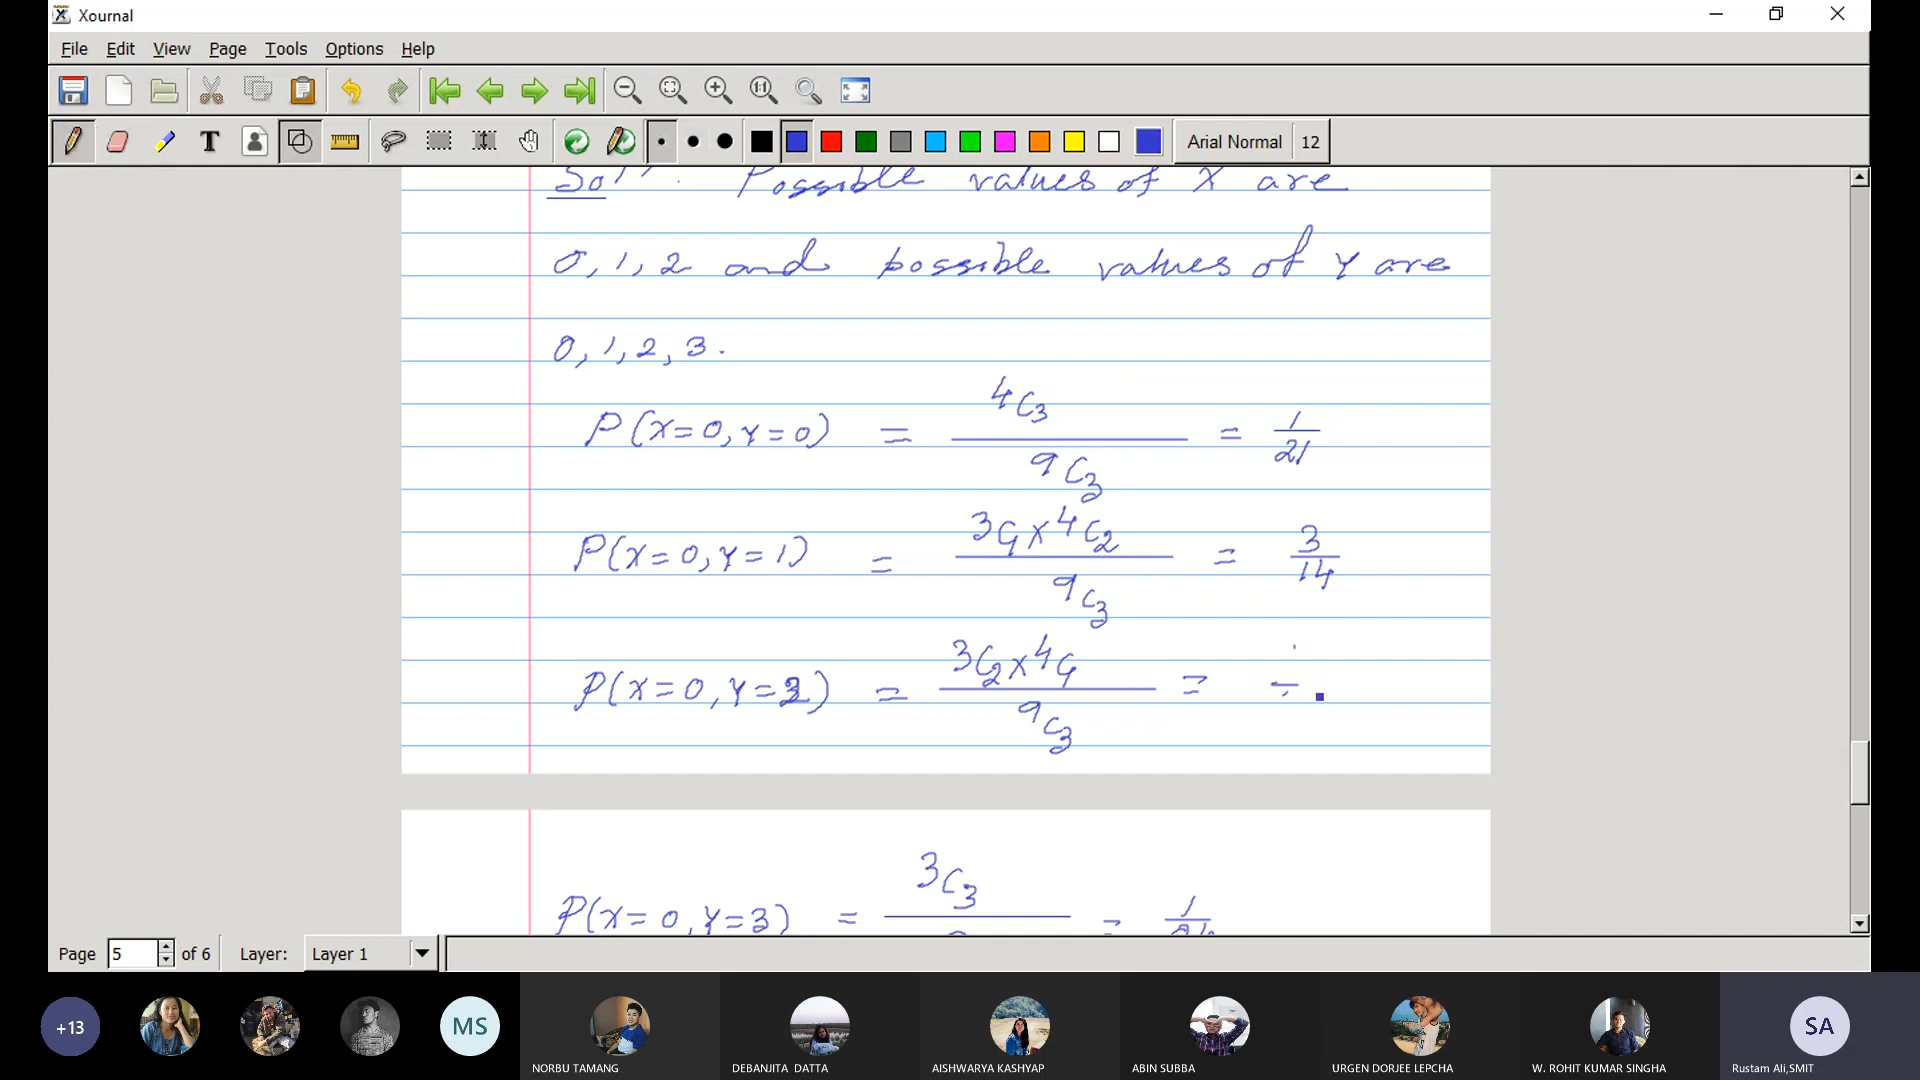 Xournal
File Edit View Page Tools Options Help
T Arial Normal 12
Soln. Possible values of X are
0, 1, 2 and possible values of Y are
0, 1, 2, 3.
P(X=0, Y=0) = 4C3 / 9C3 = 1/21
P(X=0, Y=1) = 3C1 X 4C2 / 9C3 = 3/14
P(X=0, Y=2) = 3C2 X 4C1 / 9C3 =
P(X=0, Y=3) = 3C3 = 1
Page 5 of 6 Layer: Layer 1
+13 MS SA
NORBU TAMANG DEBANJITA DATTA AISHWARYA KASHYAP ABIN SUBBA URGEN DORJEE LEPCHA W. ROHIT KUMAR SINGHA Rustam Ali,SMIT